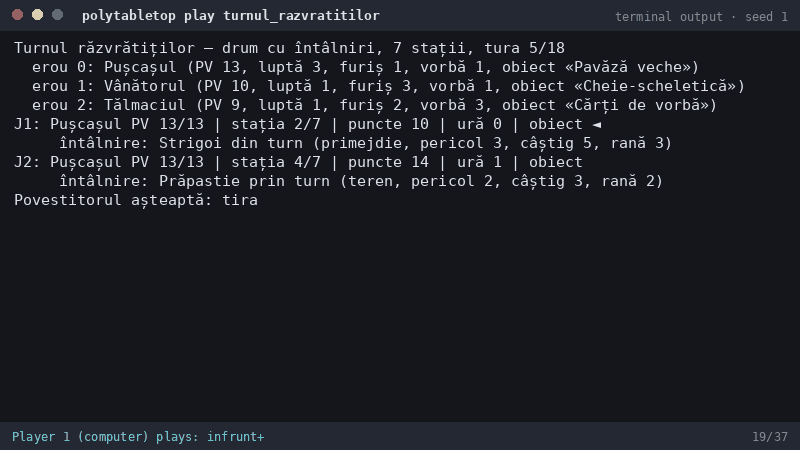 polytabletop play turnul_razvratitilor
terminal output · seed 1
Turnul răzvrătiților — drum cu întâlniri, 7 stații, tura 5/18
erou 0: Pușcașul (PV 13, luptă 3, furiș 1, vorbă 1, obiect «Pavăză veche»)
erou 1: Vânătorul (PV 10, luptă 1, furiș 3, vorbă 1, obiect «Cheie-scheletică»)
erou 2: Tălmaciul (PV 9, luptă 1, furiș 2, vorbă 3, obiect «Cărți de vorbă»)
J1: Pușcașul PV 13/13 | stația 2/7 | puncte 10 | ură 0 | obiect ◄
întâlnire: Strigoi din turn (primejdie, pericol 3, câștig 5, rană 3)
J2: Pușcașul PV 13/13 | stația 4/7 | puncte 14 | ură 1 | obiect
întâlnire: Prăpastie prin turn (teren, pericol 2, câștig 3, rană 2)
Povestitorul așteaptă: tira
Player 1 (computer) plays: infrunt+
19/37